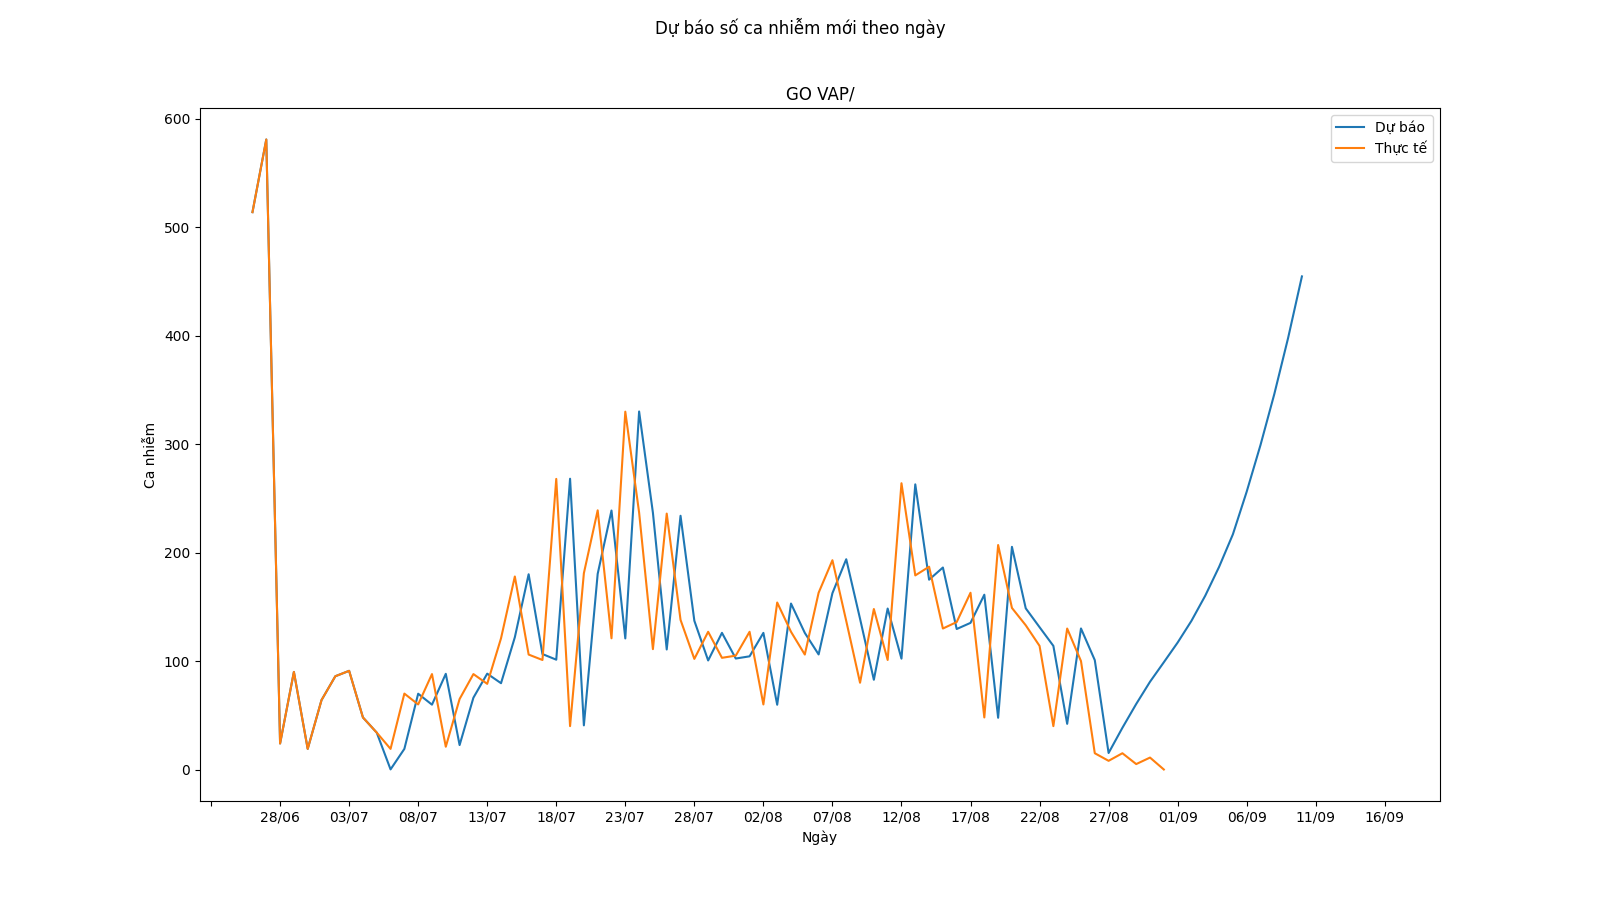 Dự báo số ca nhiễm mới theo ngày
GO VAP/
Dự báo
Thực tế
600
500
400
300
200
100
0
Ca nhiễm
28/06 03/07 08/07 13/07 18/07 23/07 28/07 02/08 07/08 12/08 17/08 22/08 27/08 01/09 06/09 11/09 16/09
Ngày